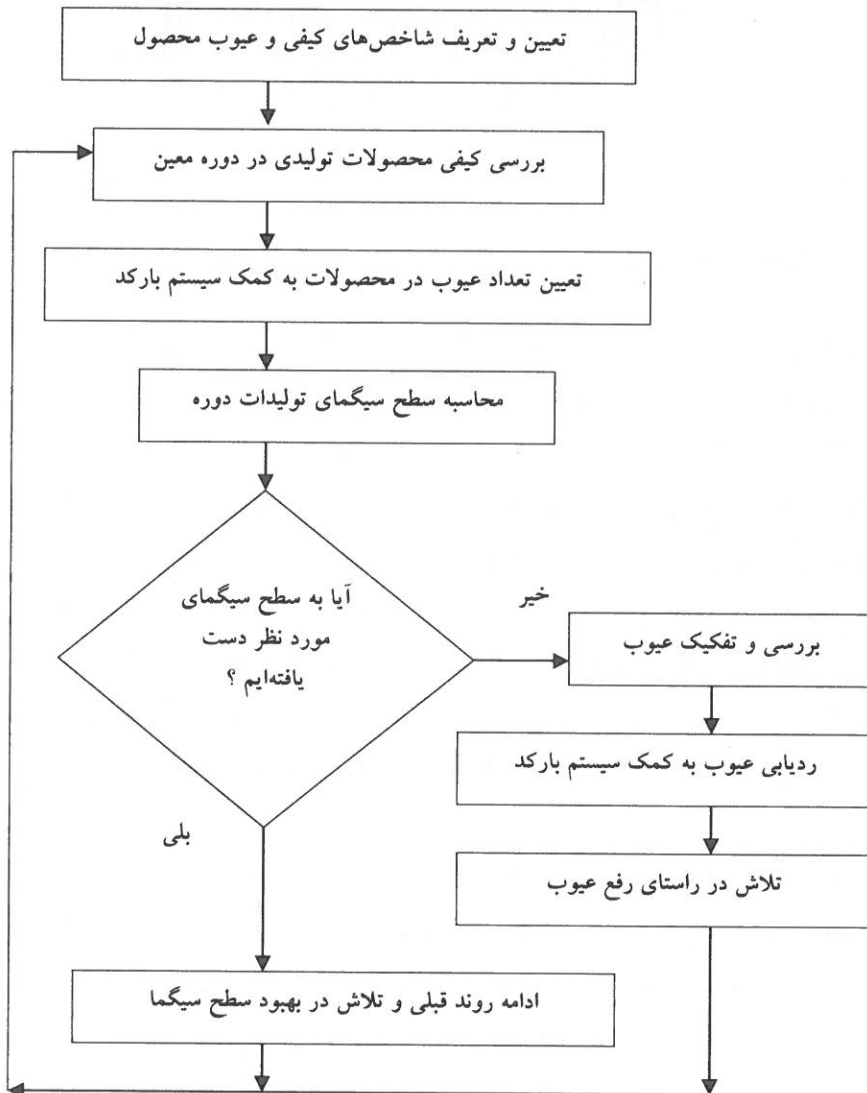 تعیین و تعریف شاخص‌های کیفی و عیوب محصول
بررسی کیفی محصولات تولیدی در دوره معین
تعیین تعداد عیوب در محصولات به کمک سیستم بارکد
محاسبه سطح سیگمای تولیدات دوره
آیا به سطح سیگمای
مورد نظر دست
یافته‌ایم ؟
خیر
بررسی و تفکیک عیوب
ردیابی عیوب به کمک سیستم بارکد
تلاش در راستای رفع عیوب
بلی
ادامه روند قبلی و تلاش در بهبود سطح سیگما